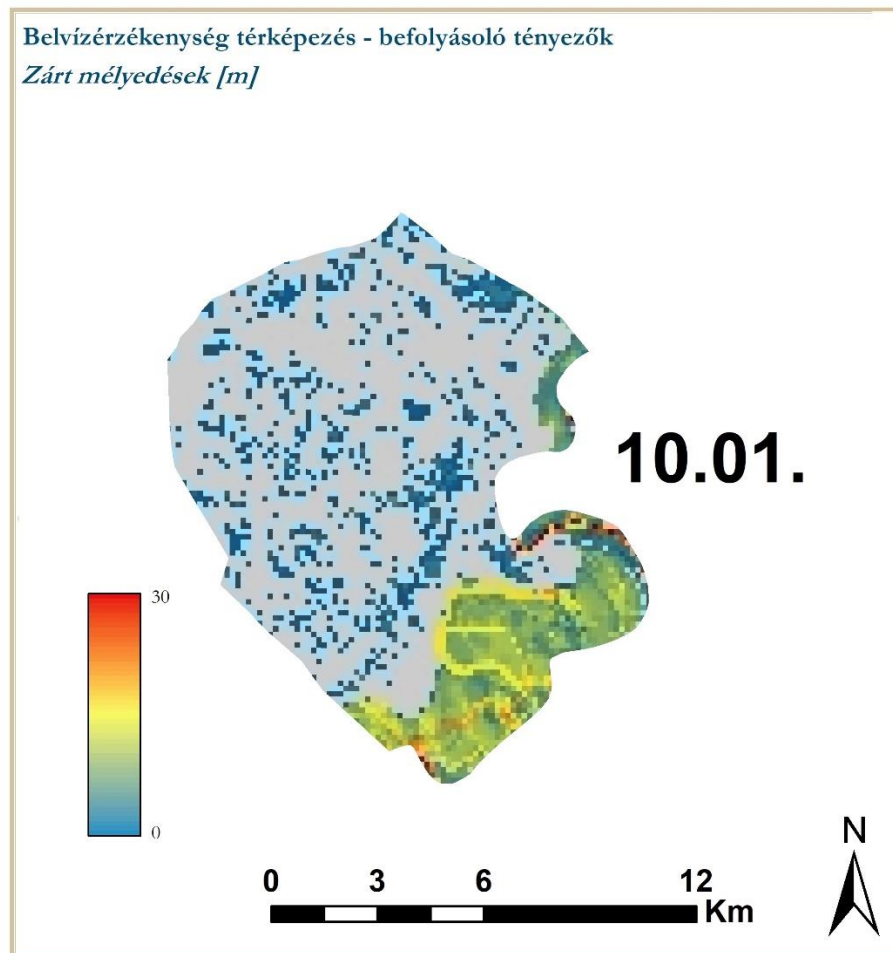 Belvízérzékenység térképezés - befolyásoló tényezők
Zárt mélyedések [m]
10.01.
30
0
N
0 3 6 12
Km